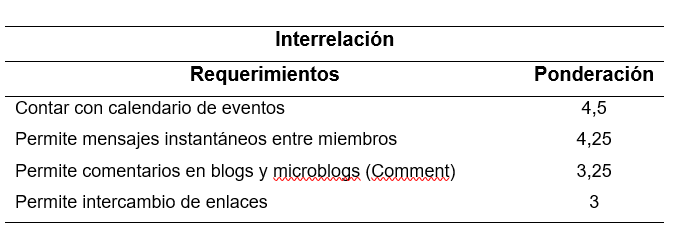 Interrelación
Requerimientos Ponderación
Contar con calendario de eventos 4,5
Permite mensajes instantáneos entre miembros 4,25
Permite comentarios en blogs y microblogs (Comment) 3,25
Permite intercambio de enlaces 3